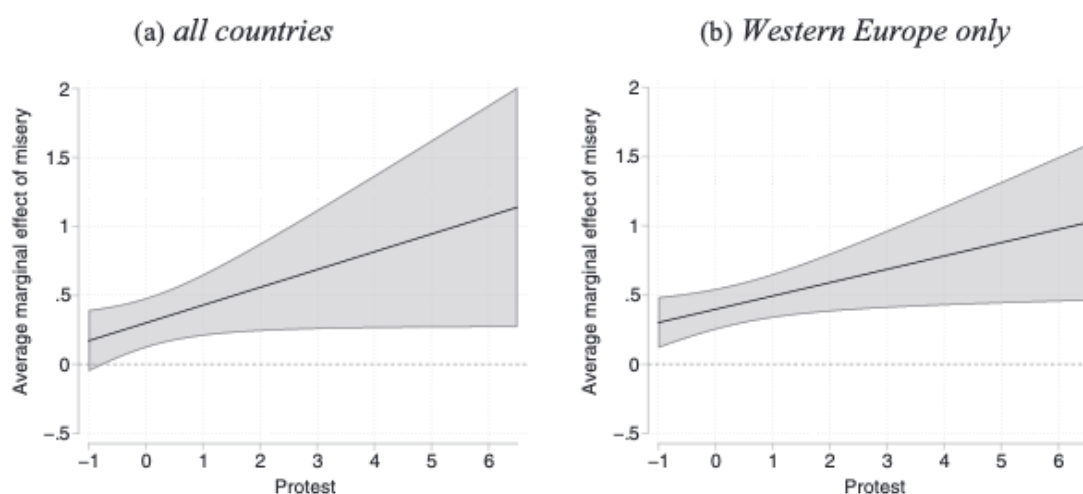 (a) all countries
Average marginal effect of misery
2
1.5
1
.5
0
-.5
-1 0 1 2 3 4 5 6
Protest
(b) Western Europe only
Average marginal effect of misery
2
1.5
1
.5
0
-.5
-1 0 1 2 3 4 5 6
Protest